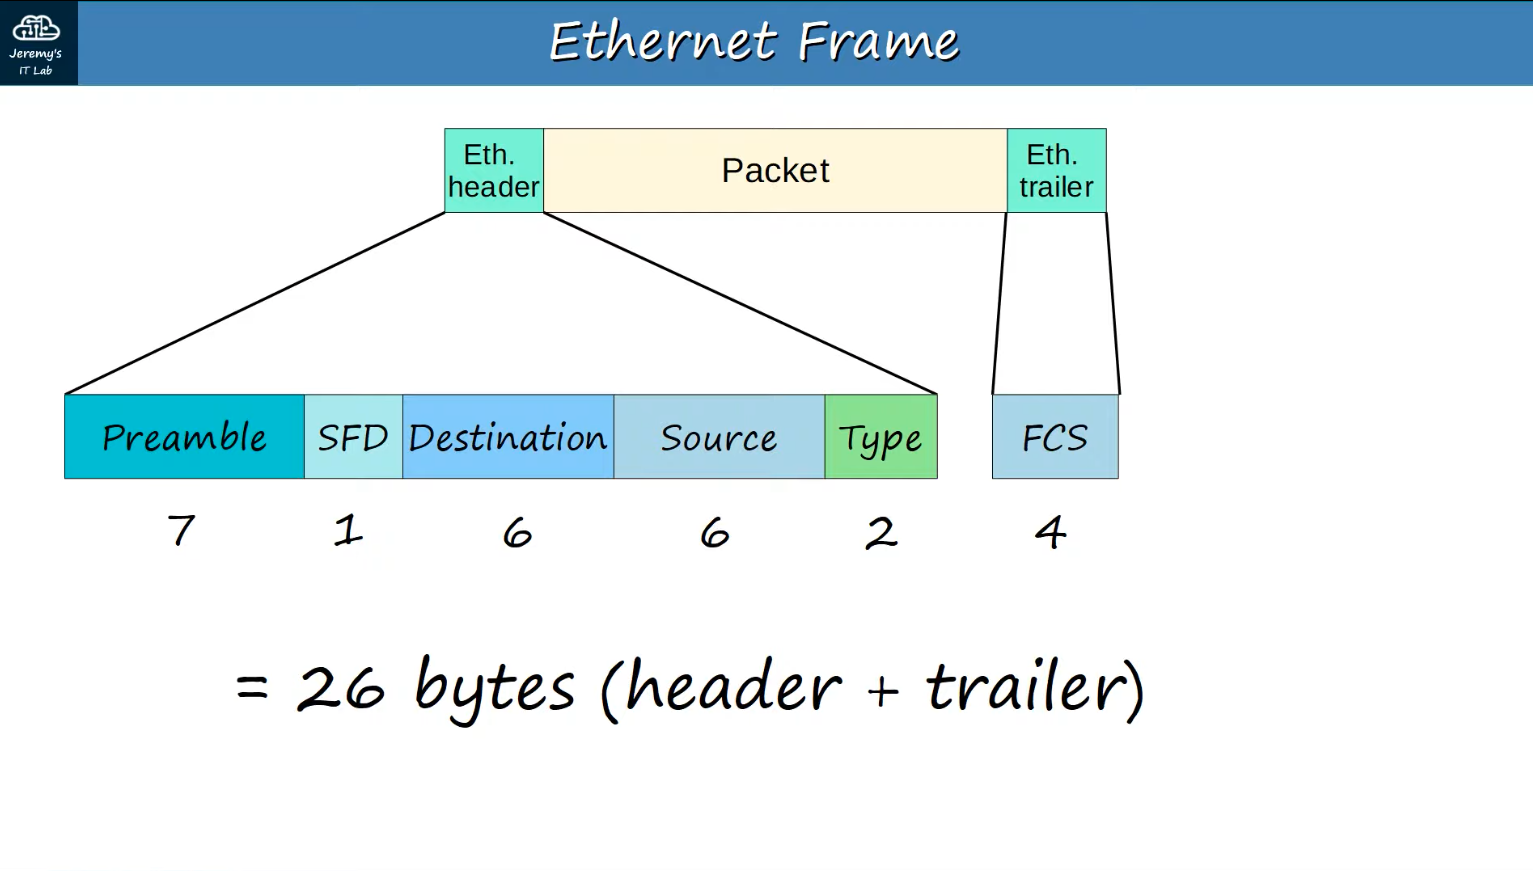 Jeremy's
IT Lab
Ethernet Frame
Eth.
header
Packet
Eth.
trailer
Preamble
SFD
Destination
Source
Type
FCS
7
1
6
6
2
4
= 26 bytes (header + trailer)